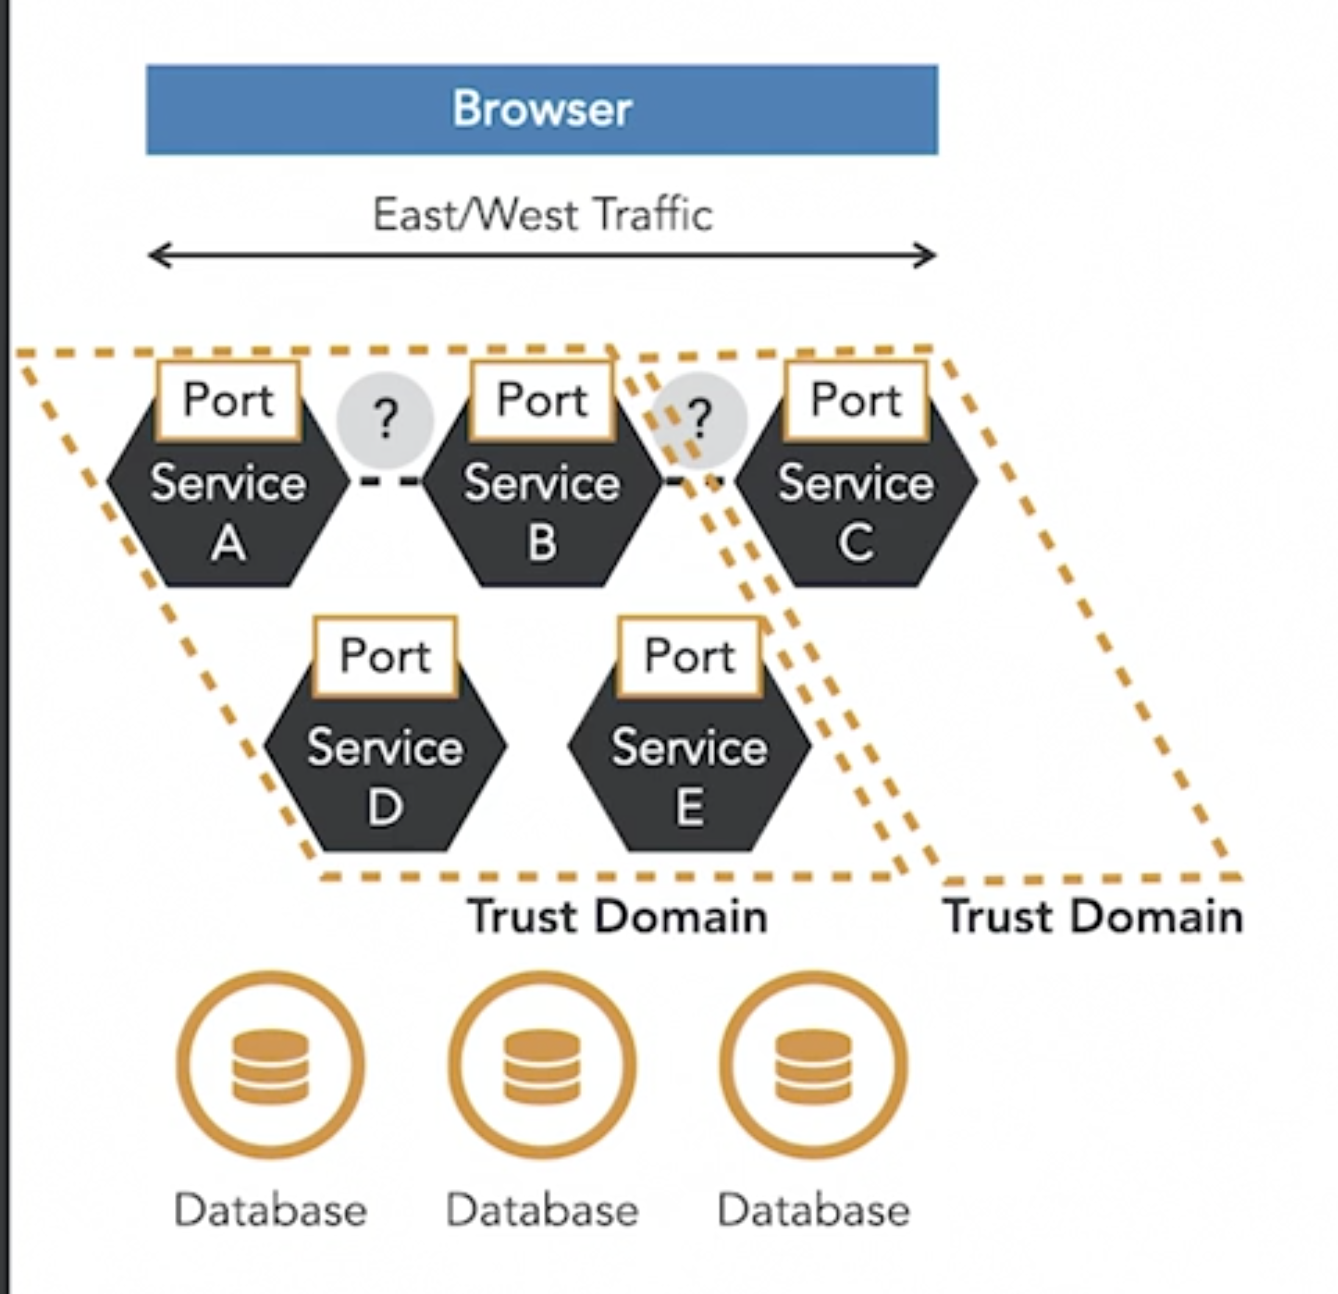 Browser
East/West Traffic
Port
?
Port
?
Port
Service
A
Service
B
Service
C
Port
Port
Service
D
Service
E
Trust Domain
Trust Domain
Database
Database
Database